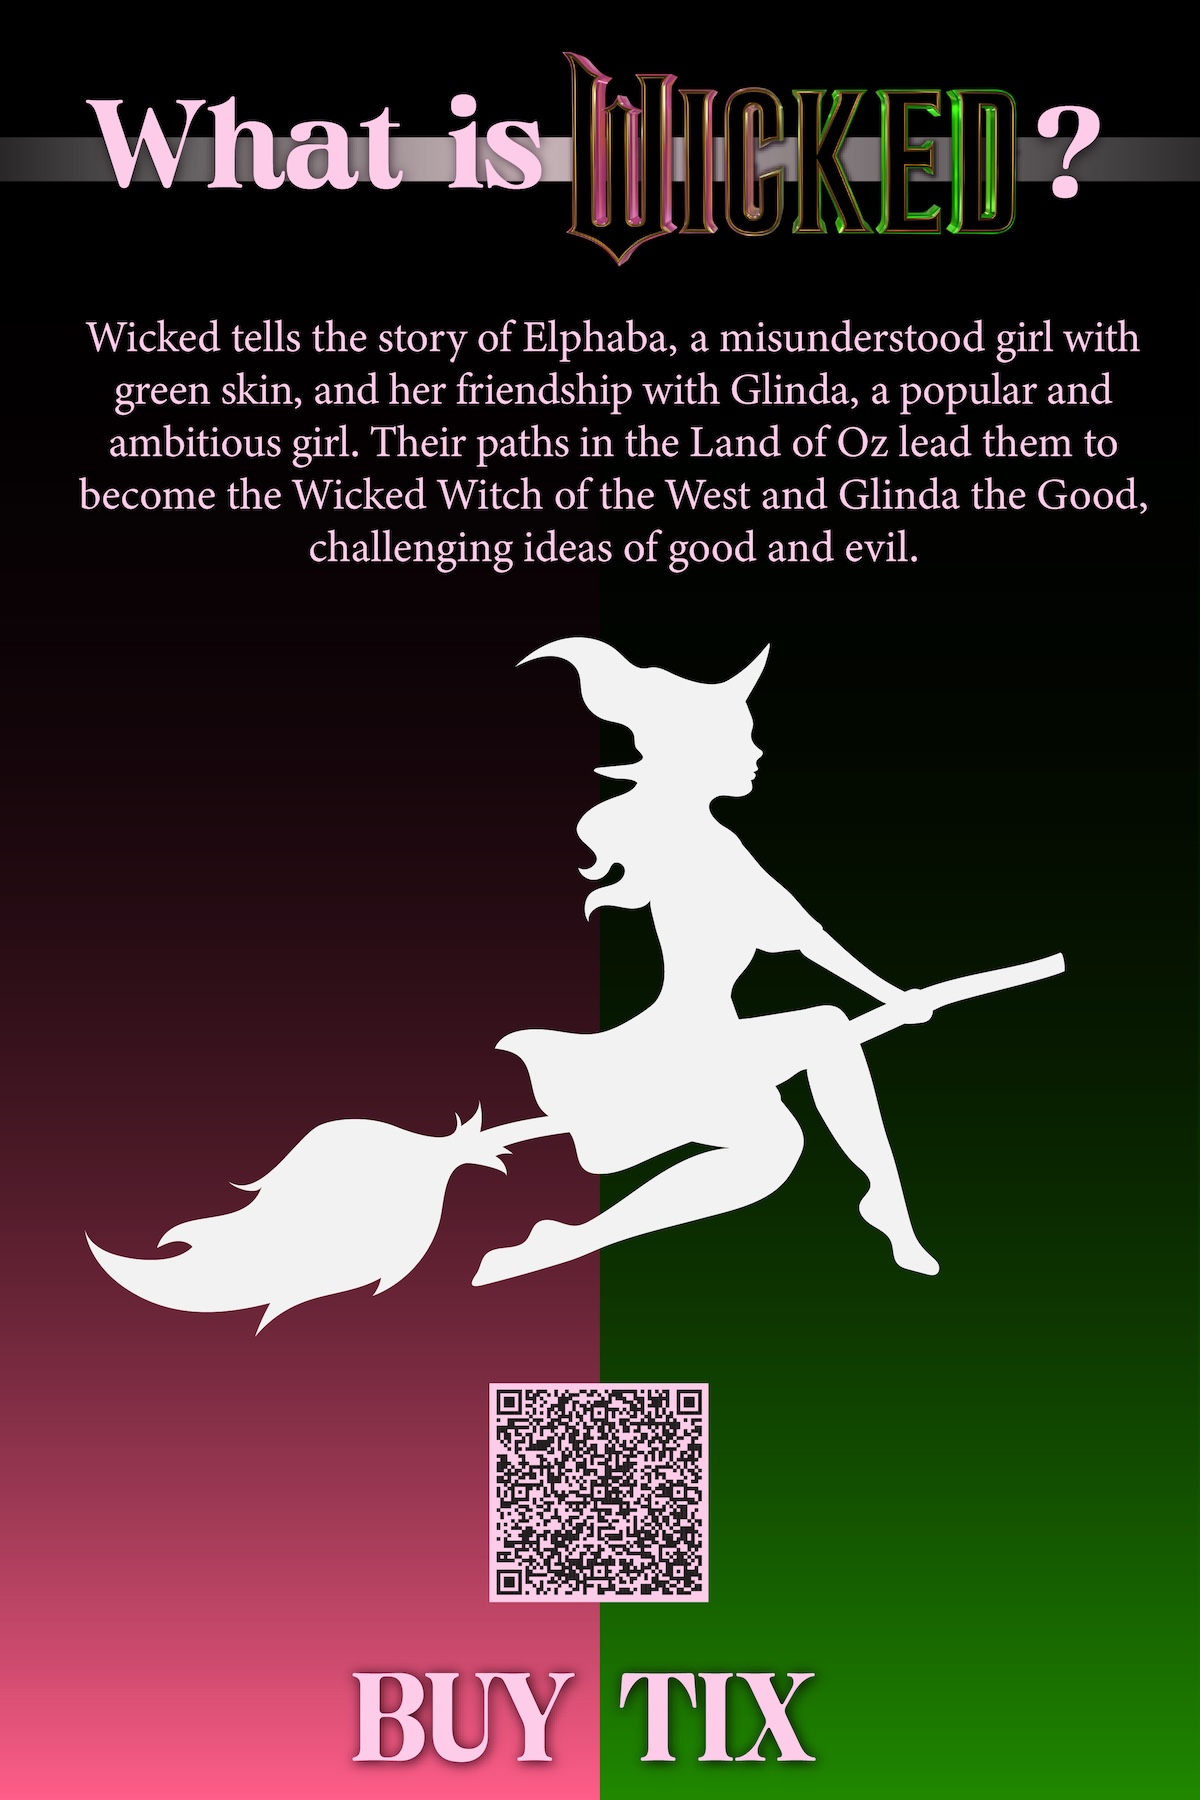 What is WICKED?
Wicked tells the story of Elphaba, a misunderstood girl with
green skin, and her friendship with Glinda, a popular and
ambitious girl. Their paths in the Land of Oz lead them to
become the Wicked Witch of the West and Glinda the Good,
challenging ideas of good and evil.
BUY TIX